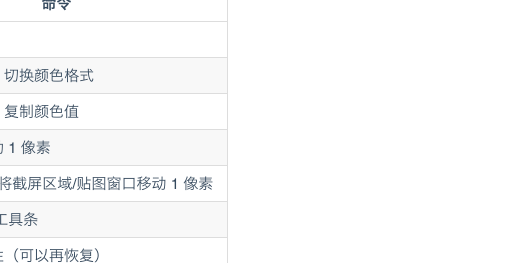 命令
切换颜色格式
复制颜色值
1 像素
将截屏区域/贴图窗口移动 1 像素
工具条
（可以再恢复）